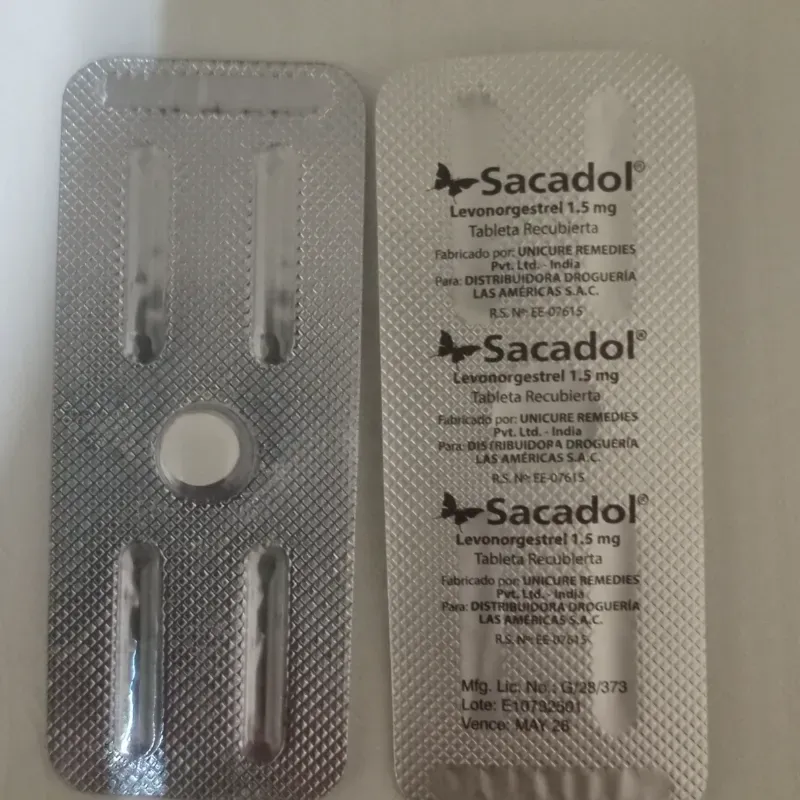 Sacadol®
Levonorgestrel 1.5 mg
Tableta Recubierta
Fabricado por: UNICURE REMEDIES
Pvt. Ltd. - India
Para: DISTRIBUIDORA DROGUERÍA
LAS AMÉRICAS S.A.C.
R.S. Nº: EE-07615
Sacadol®
Levonorgestrel 1.5 mg
Tableta Recubierta
Fabricado por: UNICURE REMEDIES
Pvt. Ltd. - India
Para: DISTRIBUIDORA DROGUERÍA
LAS AMÉRICAS S.A.C.
R.S. Nº: EE-07615
Sacadol®
Levonorgestrel 1.5 mg
Tableta Recubierta
Fabricado por: UNICURE REMEDIES
Pvt. Ltd. - India
Para: DISTRIBUIDORA DROGUERÍA
LAS AMÉRICAS S.A.C.
R.S. Nº: EE-07615
Mfg. Lic. No.: G/28/373
Lote: E10792501
Vence: MAY 26